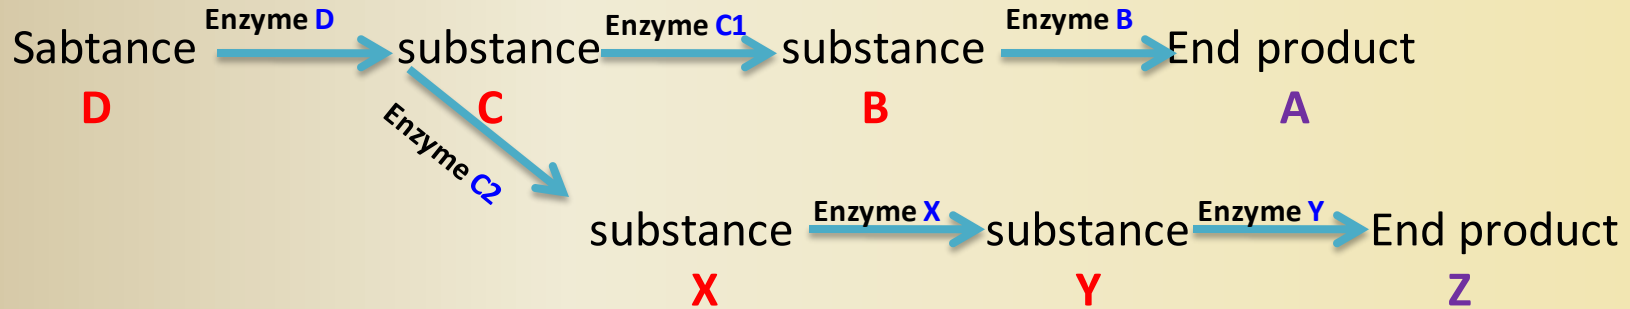 Enzyme D Enzyme C1 Enzyme B
Sabtance substance substance End product
D C B A
Enzyme C2
Enzyme X Enzyme Y
substance substance End product
X Y Z